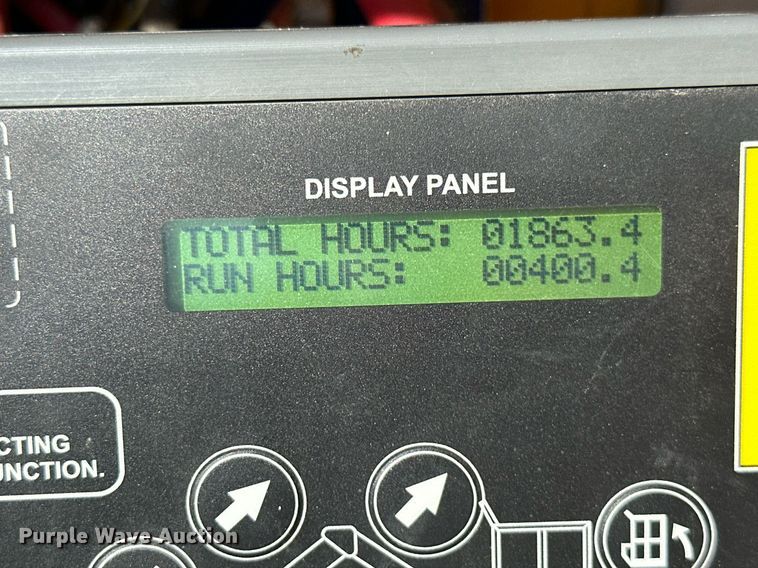 DISPLAY PANEL
TOTAL HOURS: 01863.4
RUN HOURS: 00400.4
CTING
UNCTION.
Purple Wave Auction